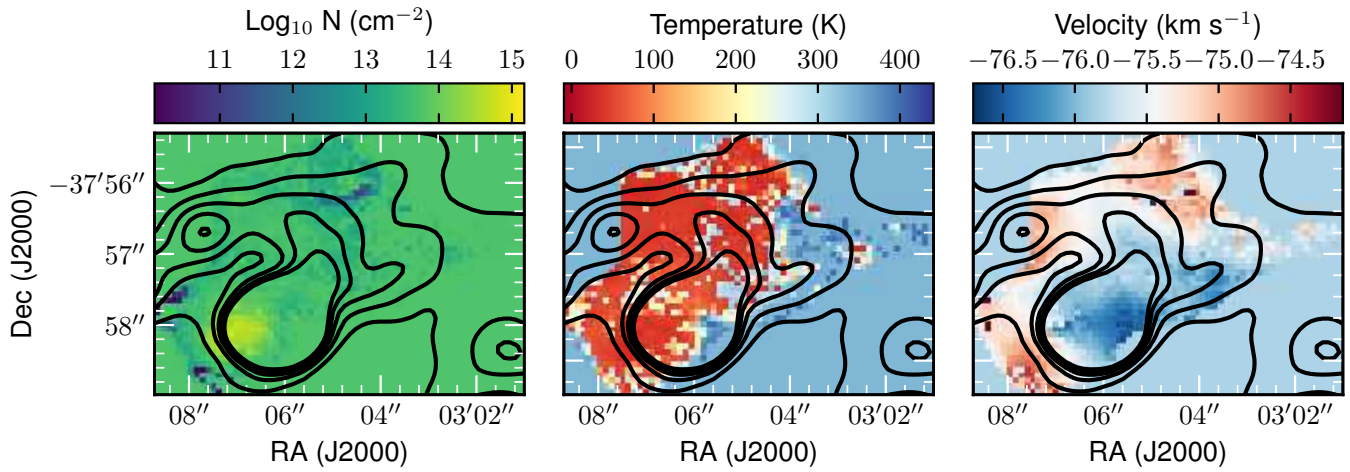 Log₁₀ N (cm⁻²) Temperature (K) Velocity (km s⁻¹)
11 12 13 14 15 0 100 200 300 400 −76.5 −76.0 −75.5 −75.0 −74.5
−37′56″
57″
58″
Dec (J2000)
08″ 06″ 04″ 03′02″ 08″ 06″ 04″ 03′02″ 08″ 06″ 04″ 03′02″
RA (J2000) RA (J2000) RA (J2000)